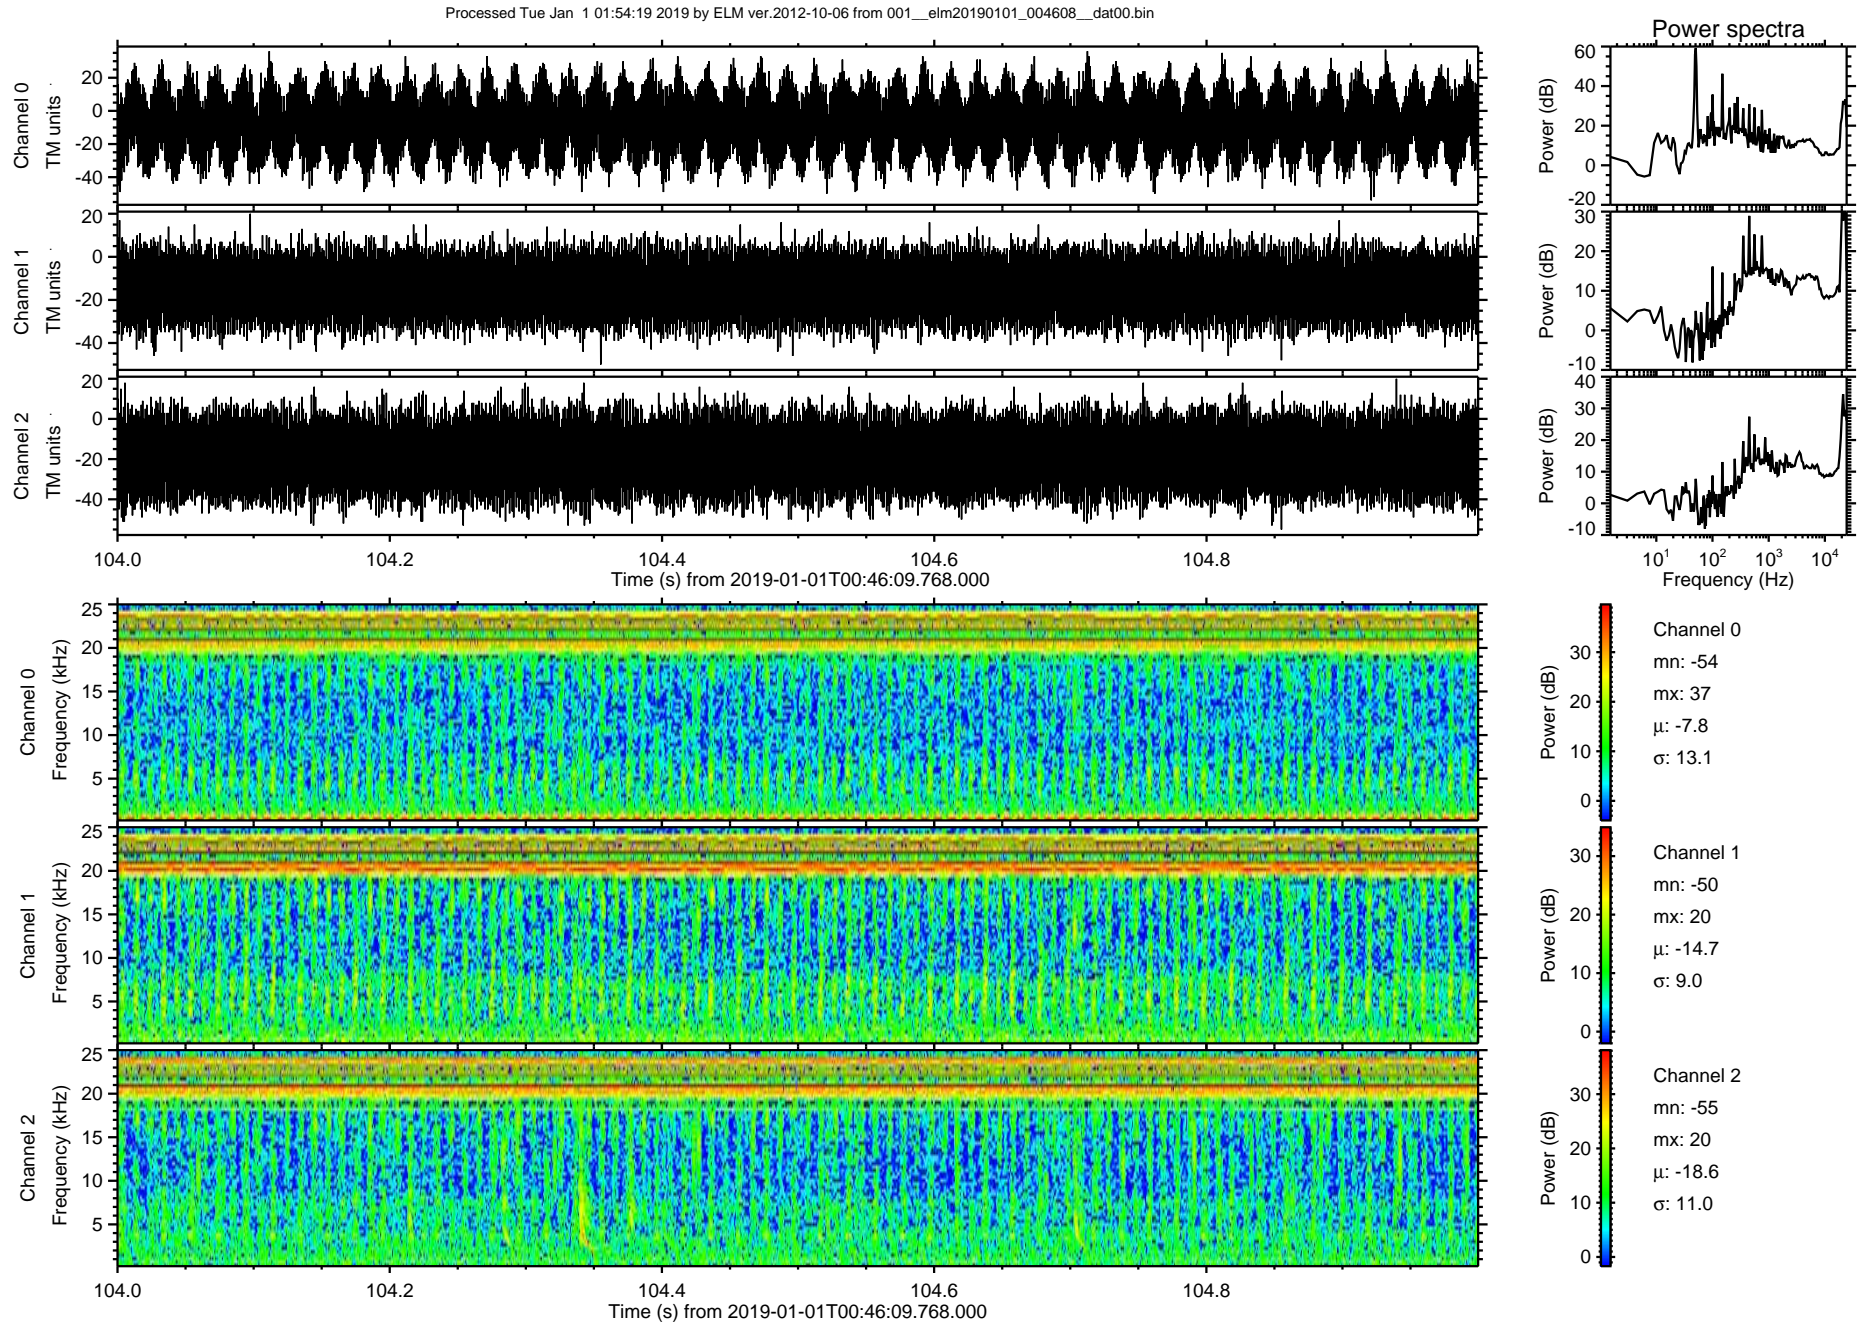 Processed Tue Jan  1 01:54:19 2019 by ELM ver.2012-10-06 from 001__elm20190101_004608__dat00.bin
Power spectra
Channel 0
TM units
20
0
-20
-40
Power (dB)
60
40
20
0
-20
Channel 1
TM units
20
0
-20
-40
Power (dB)
30
20
10
0
-10
Channel 2
TM units
20
0
-20
-40
Power (dB)
40
30
20
10
0
-10
104.0 104.2 104.4 104.6 104.8
Time (s) from 2019-01-01T00:46:09.768.000
10^1 10^2 10^3 10^4
Frequency (Hz)
Channel 0
Frequency (kHz)
25
20
15
10
5
Power (dB)
30
20
10
0
Channel 0
mn: -54
mx: 37
µ: -7.8
σ: 13.1
Channel 1
Frequency (kHz)
25
20
15
10
5
Power (dB)
30
20
10
0
Channel 1
mn: -50
mx: 20
µ: -14.7
σ: 9.0
Channel 2
Frequency (kHz)
25
20
15
10
5
Power (dB)
30
20
10
0
Channel 2
mn: -55
mx: 20
µ: -18.6
σ: 11.0
104.0 104.2 104.4 104.6 104.8
Time (s) from 2019-01-01T00:46:09.768.000